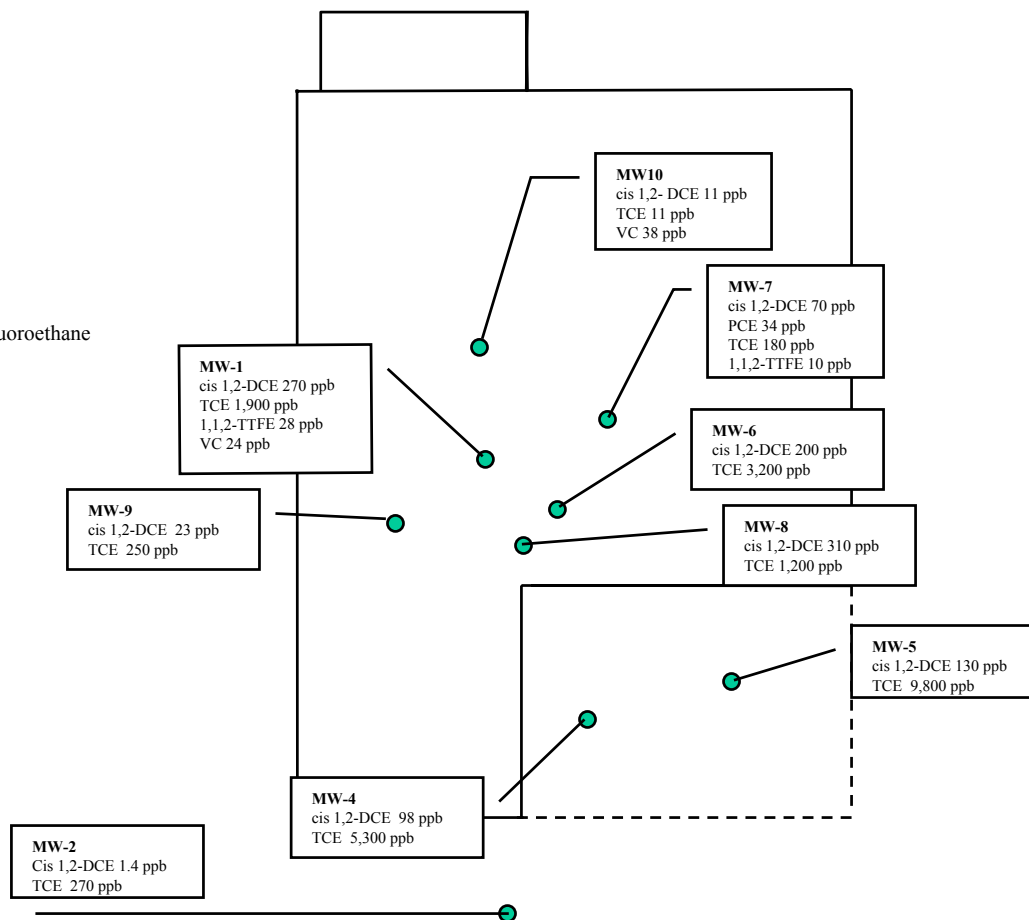 MW10
cis 1,2- DCE 11 ppb
TCE 11 ppb
VC 38 ppb
MW-7
cis 1,2-DCE 70 ppb
PCE 34 ppb
TCE 180 ppb
1,1,2-TTFE 10 ppb
uoroethane
MW-1
cis 1,2-DCE 270 ppb
TCE 1,900 ppb
1,1,2-TTFE 28 ppb
VC 24 ppb
MW-6
cis 1,2-DCE 200 ppb
TCE 3,200 ppb
MW-9
cis 1,2-DCE 23 ppb
TCE 250 ppb
MW-8
cis 1,2-DCE 310 ppb
TCE 1,200 ppb
MW-5
cis 1,2-DCE 130 ppb
TCE 9,800 ppb
MW-4
cis 1,2-DCE 98 ppb
TCE 5,300 ppb
MW-2
Cis 1,2-DCE 1.4 ppb
TCE 270 ppb